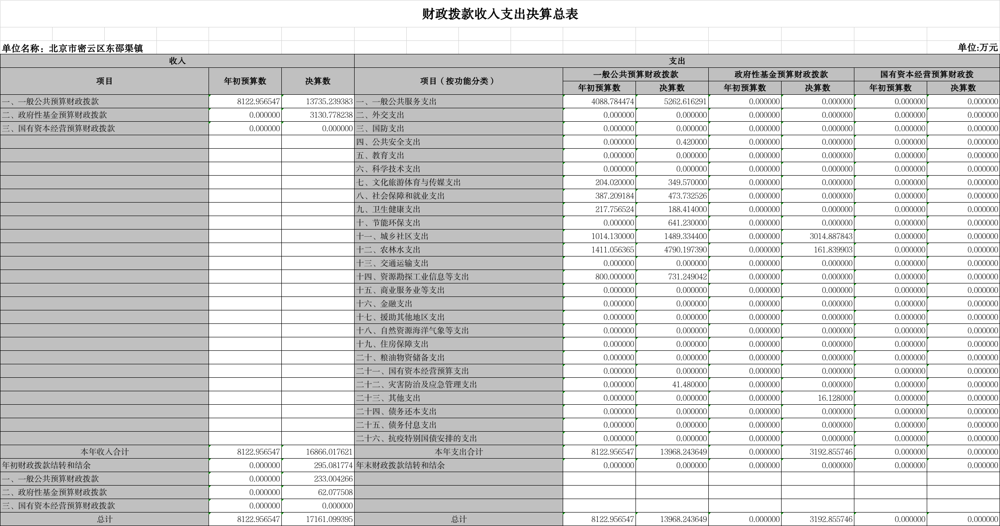 财政拨款收入支出决算总表
单位名称：北京市密云区东邵渠镇 单位:万元
收入 支出
项目 年初预算数 决算数 项目（按功能分类） 一般公共预算财政拨款 政府性基金预算财政拨款 国有资本经营预算财政拨
年初预算数 决算数 年初预算数 决算数 年初预算数 决算数
一、一般公共预算财政拨款 8122.956547 13735.239383 一、一般公共服务支出 4088.784474 5262.616291 0.000000 0.000000 0.000000 0.000000
二、政府性基金预算财政拨款 0.000000 3130.778238 二、外交支出 0.000000 0.000000 0.000000 0.000000 0.000000 0.000000
三、国有资本经营预算财政拨款 0.000000 0.000000 三、国防支出 0.000000 0.000000 0.000000 0.000000 0.000000 0.000000
四、公共安全支出 0.000000 0.420000 0.000000 0.000000 0.000000 0.000000
五、教育支出 0.000000 0.000000 0.000000 0.000000 0.000000 0.000000
六、科学技术支出 0.000000 0.000000 0.000000 0.000000 0.000000 0.000000
七、文化旅游体育与传媒支出 204.020000 349.570000 0.000000 0.000000 0.000000 0.000000
八、社会保障和就业支出 387.209184 473.732526 0.000000 0.000000 0.000000 0.000000
九、卫生健康支出 217.756524 188.414000 0.000000 0.000000 0.000000 0.000000
十、节能环保支出 0.000000 641.230000 0.000000 0.000000 0.000000 0.000000
十一、城乡社区支出 1014.130000 1489.334400 0.000000 3014.887843 0.000000 0.000000
十二、农林水支出 1411.056365 4790.197390 0.000000 161.839903 0.000000 0.000000
十三、交通运输支出 0.000000 0.000000 0.000000 0.000000 0.000000 0.000000
十四、资源勘探工业信息等支出 800.000000 731.249042 0.000000 0.000000 0.000000 0.000000
十五、商业服务业等支出 0.000000 0.000000 0.000000 0.000000 0.000000 0.000000
十六、金融支出 0.000000 0.000000 0.000000 0.000000 0.000000 0.000000
十七、援助其他地区支出 0.000000 0.000000 0.000000 0.000000 0.000000 0.000000
十八、自然资源海洋气象等支出 0.000000 0.000000 0.000000 0.000000 0.000000 0.000000
十九、住房保障支出 0.000000 0.000000 0.000000 0.000000 0.000000 0.000000
二十、粮油物资储备支出 0.000000 0.000000 0.000000 0.000000 0.000000 0.000000
二十一、国有资本经营预算支出 0.000000 0.000000 0.000000 0.000000 0.000000 0.000000
二十二、灾害防治及应急管理支出 0.000000 41.480000 0.000000 0.000000 0.000000 0.000000
二十三、其他支出 0.000000 0.000000 0.000000 16.128000 0.000000 0.000000
二十四、债务还本支出 0.000000 0.000000 0.000000 0.000000 0.000000 0.000000
二十五、债务付息支出 0.000000 0.000000 0.000000 0.000000 0.000000 0.000000
二十六、抗疫特别国债安排的支出 0.000000 0.000000 0.000000 0.000000 0.000000 0.000000
本年收入合计 8122.956547 16866.017621 本年支出合计 8122.956547 13968.243649 0.000000 3192.855746 0.000000 0.000000
年初财政拨款结转和结余 0.000000 295.081774 年末财政拨款结转和结余 0.000000 0.000000 0.000000 0.000000 0.000000 0.000000
一、一般公共预算财政拨款 0.000000 233.004266
二、政府性基金预算财政拨款 0.000000 62.077508
三、国有资本经营预算财政拨款 0.000000 0.000000
总计 8122.956547 17161.099395 总计 8122.956547 13968.243649 0.000000 3192.855746 0.000000 0.000000